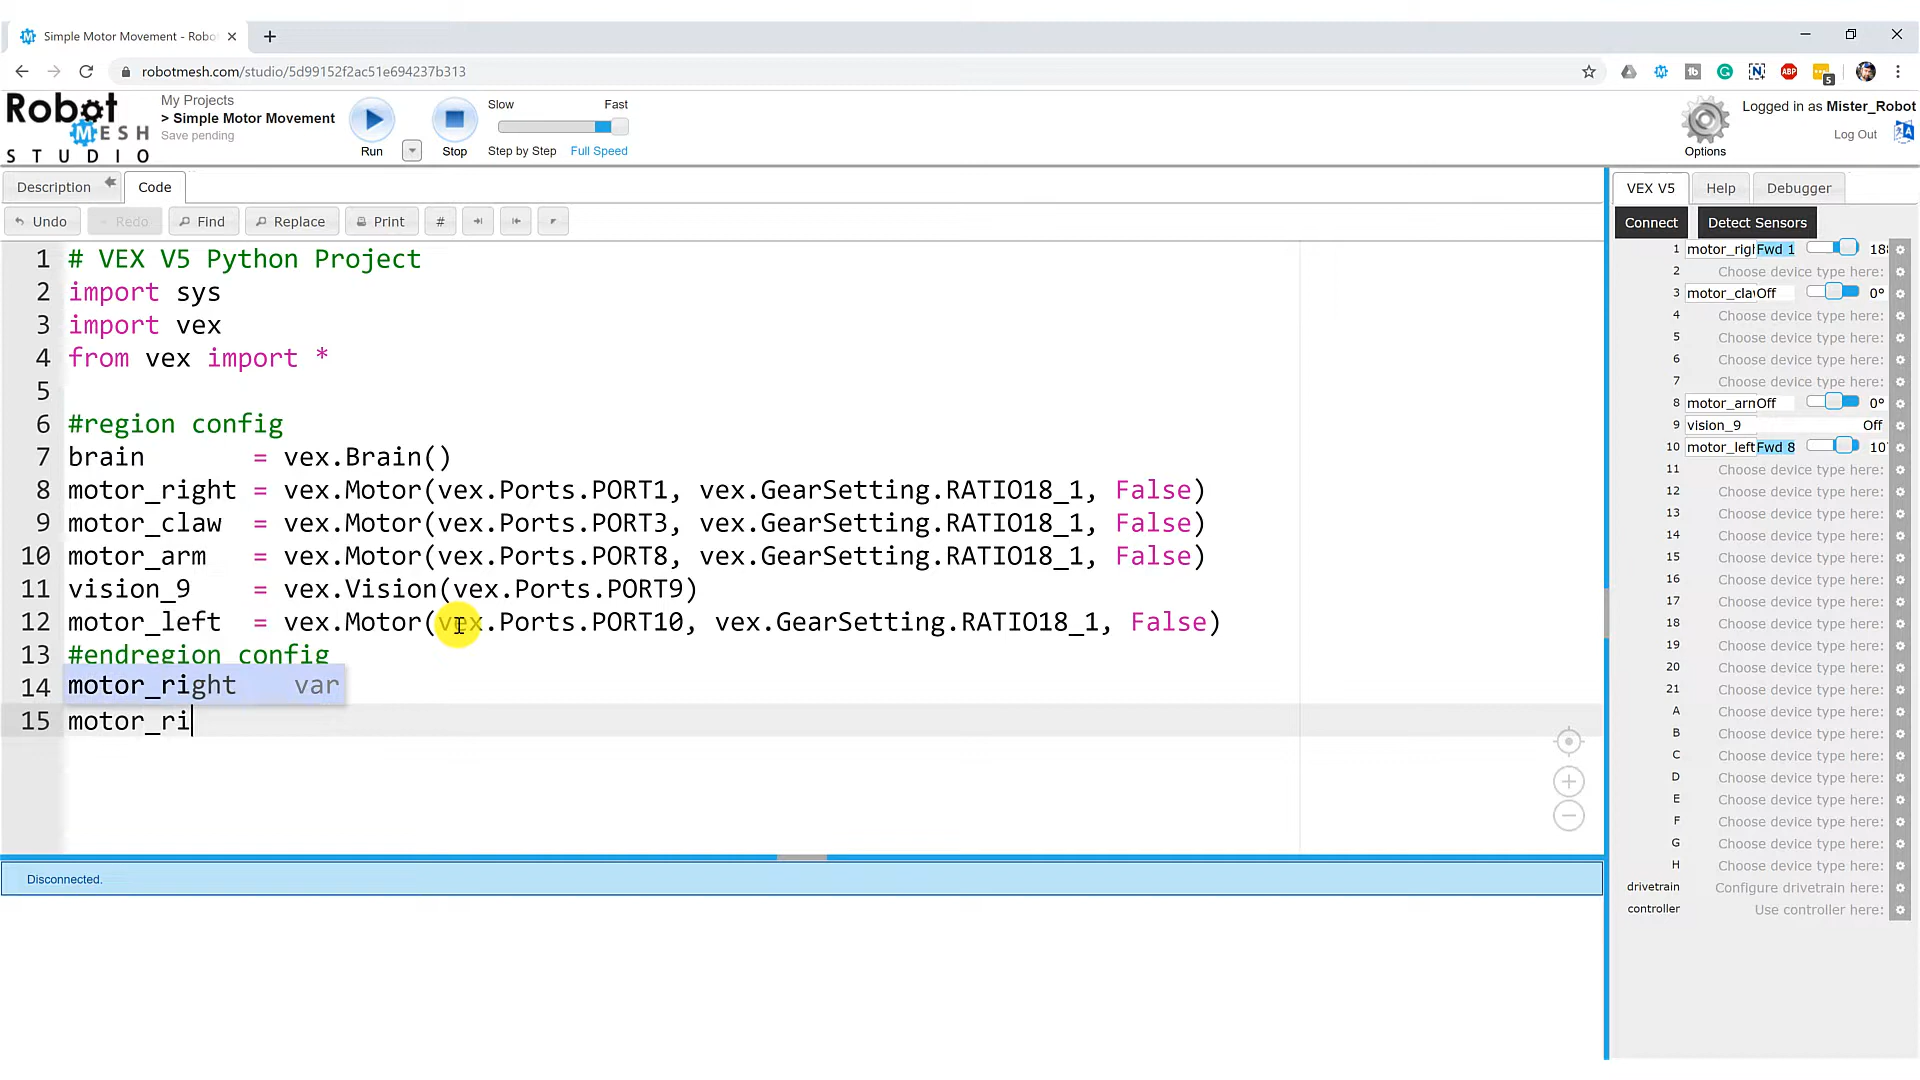 Simple Motor Movement - Robo
robotmesh.com/studio/5d99152f2ac51e694237b313
5
Robot
MESH
STUDIO
My Projects
> Simple Motor Movement
Save pending
Run
Stop
Slow Fast
Step by Step Full Speed
Options
Logged in as Mister_Robot
Log Out
Description Code
Undo Redo Find Replace Print #
1 # VEX V5 Python Project
2 import sys
3 import vex
4 from vex import *
5
6 #region config
7 brain = vex.Brain()
8 motor_right = vex.Motor(vex.Ports.PORT1, vex.GearSetting.RATIO18_1, False)
9 motor_claw = vex.Motor(vex.Ports.PORT3, vex.GearSetting.RATIO18_1, False)
10 motor_arm = vex.Motor(vex.Ports.PORT8, vex.GearSetting.RATIO18_1, False)
11 vision_9 = vex.Vision(vex.Ports.PORT9)
12 motor_left = vex.Motor(vex.Ports.PORT10, vex.GearSetting.RATIO18_1, False)
13 #endregion config
14 motor_right var
15 motor_ri
Disconnected.
VEX V5 Help Debugger
Connect Detect Sensors
1 motor_righ Fwd 1 188
2 Choose device type here:
3 motor_cla Off 0°
4 Choose device type here:
5 Choose device type here:
6 Choose device type here:
7 Choose device type here:
8 motor_arm Off 0°
9 vision_9 Off
10 motor_left Fwd 8 10
11 Choose device type here:
12 Choose device type here:
13 Choose device type here:
14 Choose device type here:
15 Choose device type here:
16 Choose device type here:
17 Choose device type here:
18 Choose device type here:
19 Choose device type here:
20 Choose device type here:
21 Choose device type here:
A Choose device type here:
B Choose device type here:
C Choose device type here:
D Choose device type here:
E Choose device type here:
F Choose device type here:
G Choose device type here:
H Choose device type here:
drivetrain Configure drivetrain here:
controller Use controller here: